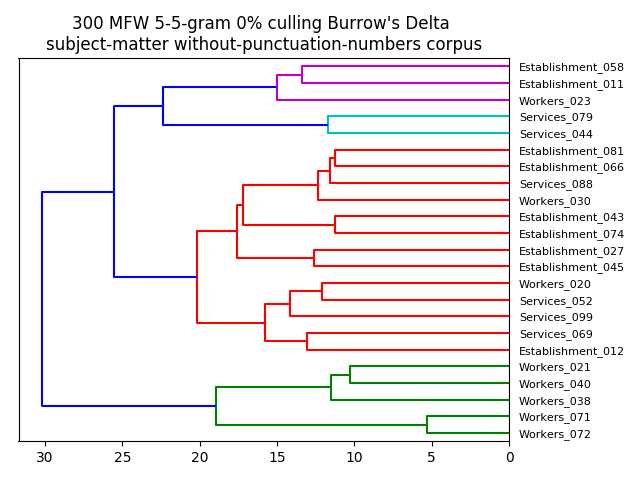 300 MFW 5-5-gram 0% culling Burrow's Delta
subject-matter without-punctuation-numbers corpus
Establishment_058
Establishment_011
Workers_023
Services_079
Services_044
Establishment_081
Establishment_066
Services_088
Workers_030
Establishment_043
Establishment_074
Establishment_027
Establishment_045
Workers_020
Services_052
Services_099
Services_069
Establishment_012
Workers_021
Workers_040
Workers_038
Workers_071
Workers_072
30 25 20 15 10 5 0